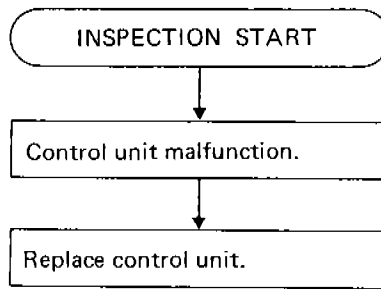 INSPECTION START
Control unit malfunction.
Replace control unit.